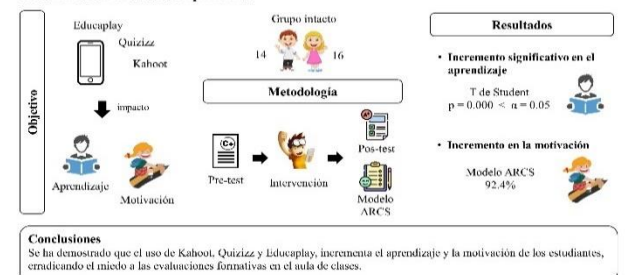 Objetivo
Educaplay
Quizizz
Kahoot
impacto
Aprendizaje
Motivación
Grupo intacto
14
16
Metodología
Pre-test
Intervención
Pos-test
Modelo
ARCS
Resultados
• Incremento significativo en el
aprendizaje
T de Student
p = 0.000 < α = 0.05
• Incremento en la motivación
Modelo ARCS
92.4%
Conclusiones
Se ha demostrado que el uso de Kahoot, Quizizz y Educaplay, incrementa el aprendizaje y la motivación de los estudiantes,
erradicando el miedo a las evaluaciones formativas en el aula de clases.